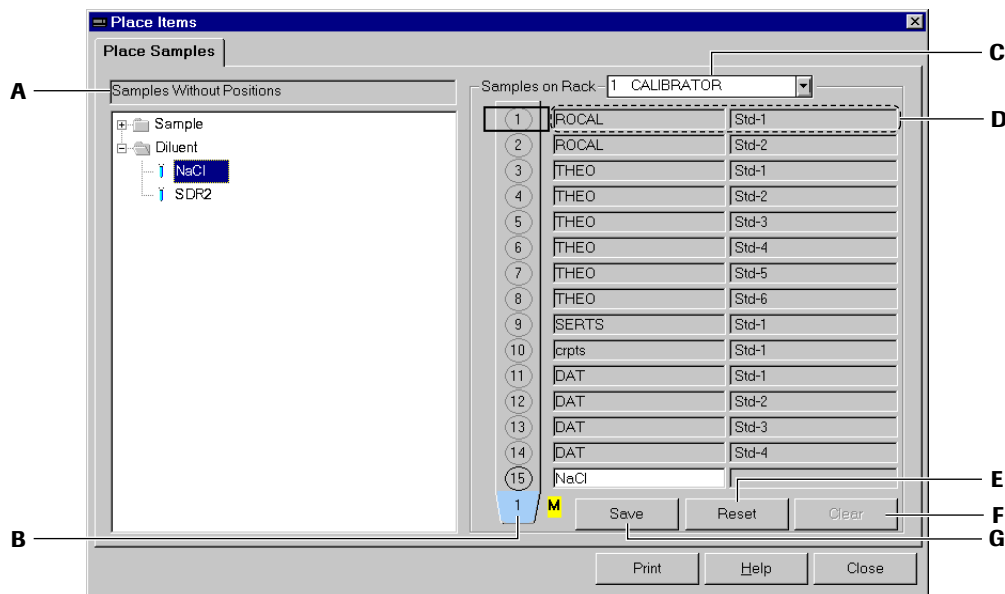 Place Items
Place Samples
C
A
Samples Without Positions
Samples on Rack 1 CALIBRATOR
Sample
Diluent
NaCl
SDR2
1 ROCAL Std-1
D
2 ROCAL Std-2
3 THEO Std-1
4 THEO Std-2
5 THEO Std-3
6 THEO Std-4
7 THEO Std-5
8 THEO Std-6
9 SERTS Std-1
10 crpts Std-1
11 DAT Std-1
12 DAT Std-2
13 DAT Std-3
14 DAT Std-4
15 NaCl
E
1 M Save Reset Clear
F
G
B
Print Help Close